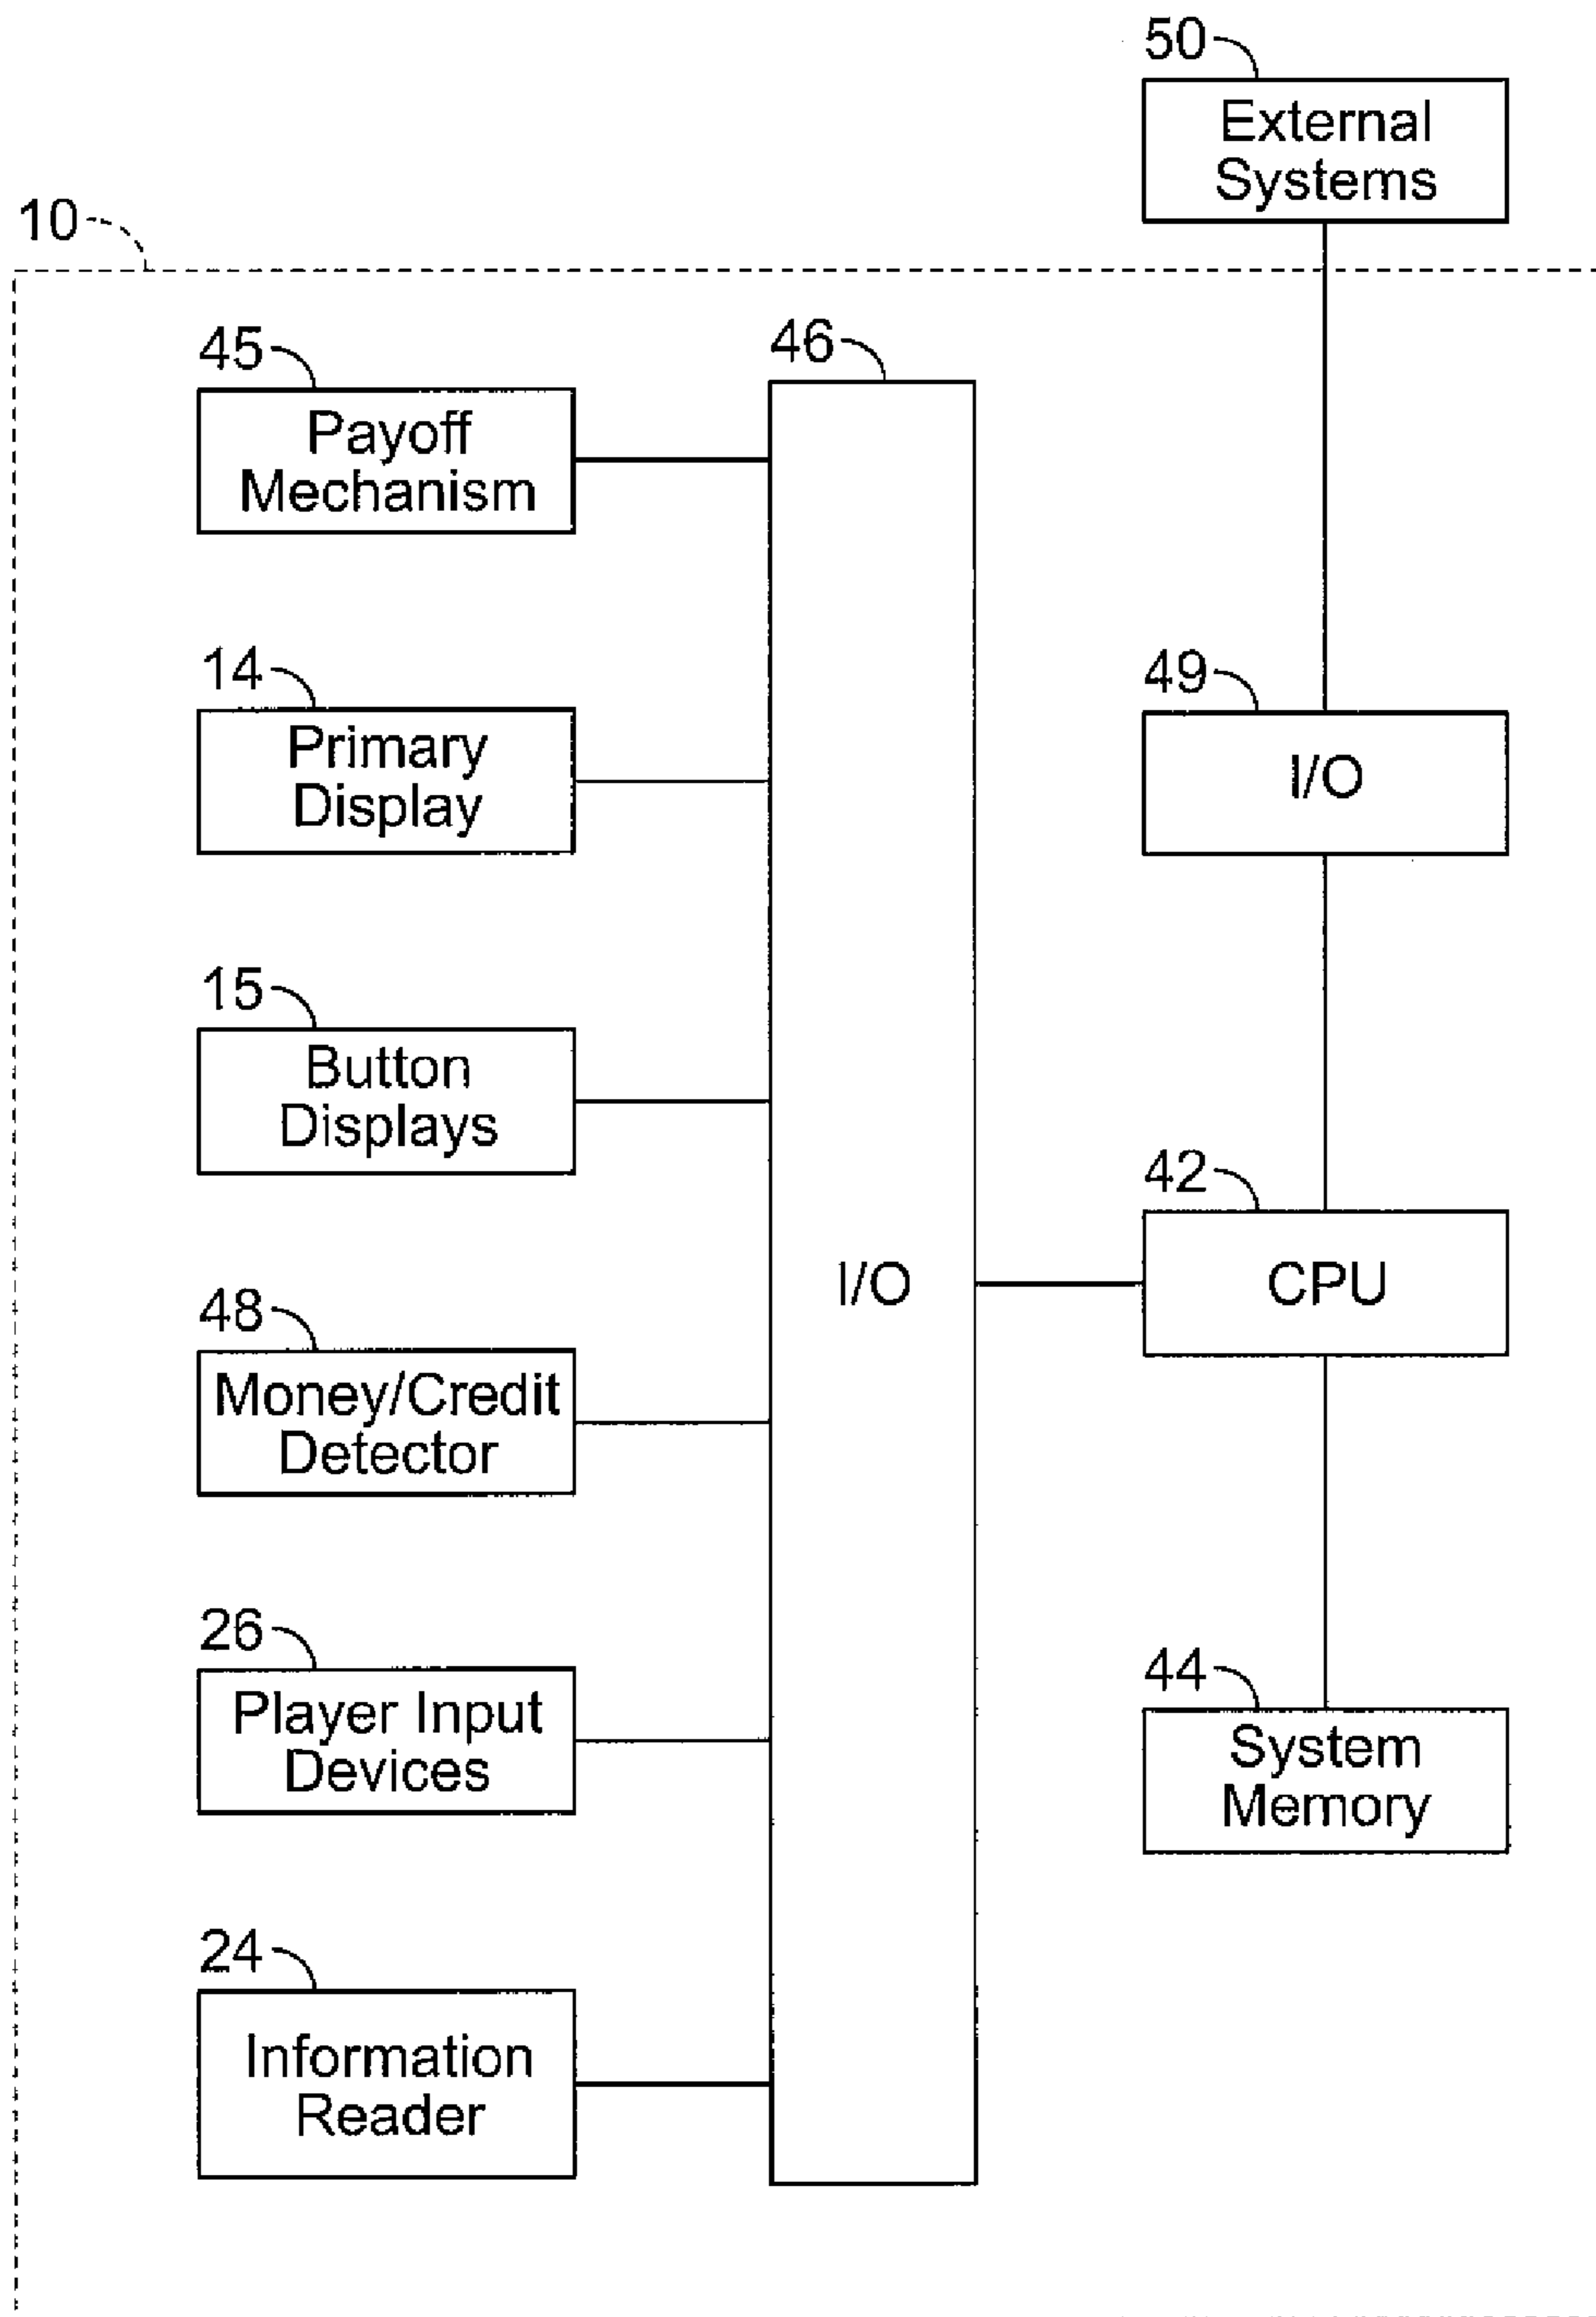 50
External
Systems
10
45
Payoff
Mechanism
46
14
Primary
Display
49
I/O
15
Button
Displays
42
CPU
I/O
48
Money/Credit
Detector
26
Player Input
Devices
44
System
Memory
24
Information
Reader